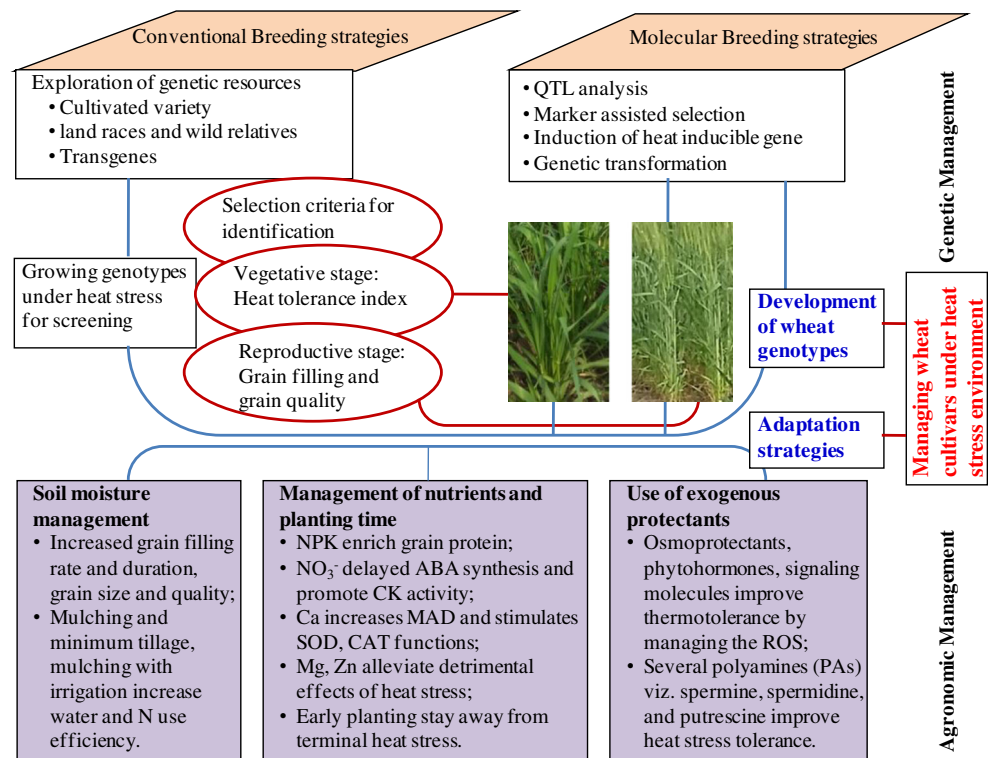 Conventional Breeding strategies
Exploration of genetic resources
• Cultivated variety
• land races and wild relatives
• Transgenes
Molecular Breeding strategies
• QTL analysis
• Marker assisted selection
• Induction of heat inducible gene
• Genetic transformation
Genetic Management
Selection criteria for
identification
Growing genotypes
under heat stress
for screening
Vegetative stage:
Heat tolerance index
Reproductive stage:
Grain filling and
grain quality
Development
of wheat
genotypes
Adaptation
strategies
Managing wheat
cultivars under heat
stress environment
Soil moisture
management
• Increased grain filling
rate and duration,
grain size and quality;
• Mulching and
minimum tillage,
mulching with
irrigation increase
water and N use
efficiency.
Management of nutrients and
planting time
• NPK enrich grain protein;
• NO₃⁻ delayed ABA synthesis and
promote CK activity;
• Ca increases MAD and stimulates
SOD, CAT functions;
• Mg, Zn alleviate detrimental
effects of heat stress;
• Early planting stay away from
terminal heat stress.
Use of exogenous
protectants
• Osmoprotectants,
phytohormones, signaling
molecules improve
thermotolerance by
managing the ROS;
• Several polyamines (PAs)
viz. spermine, spermidine,
and putrescine improve
heat stress tolerance.
Agronomic Management